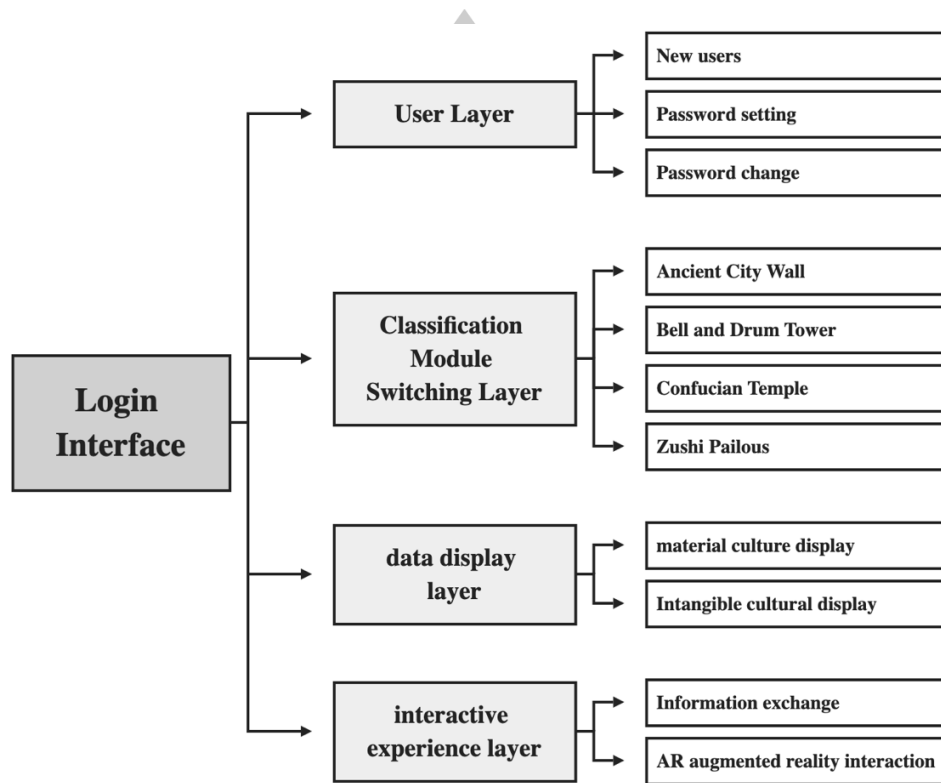 Login
Interface
User Layer
New users
Password setting
Password change
Classification
Module
Switching Layer
Ancient City Wall
Bell and Drum Tower
Confucian Temple
Zushi Pailous
data display
layer
material culture display
Intangible cultural display
interactive
experience layer
Information exchange
AR augmented reality interaction